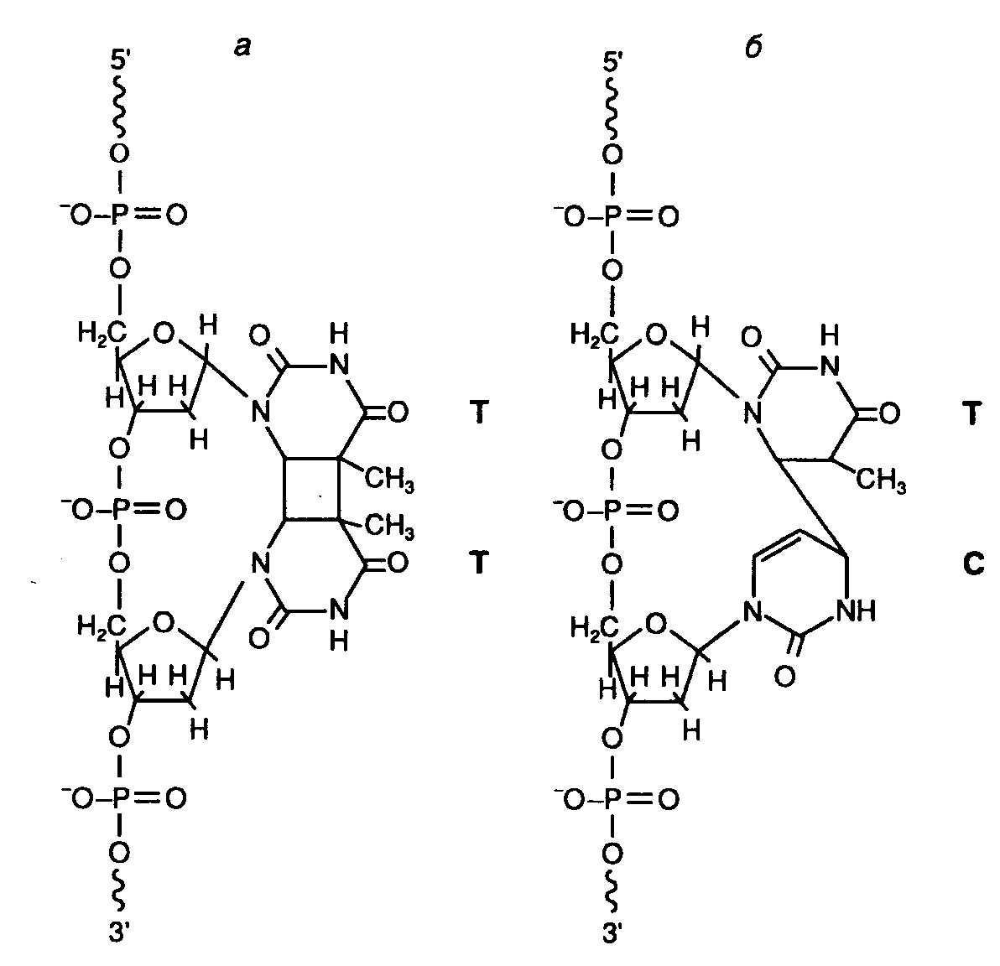 а б
5' 5'
O O
⁻O–P=O ⁻O–P=O
O O
H₂C O H O H H₂C O H O H
N N
H H H H H H
N O T N O T
H H
O O
CH₃ CH₃
⁻O–P=O ⁻O–P=O
CH₃
O N O T O C
N N NH
H₂C O O H H₂C O O
H H H H H H H H
H H
O O
⁻O–P=O ⁻O–P=O
O O
3' 3'